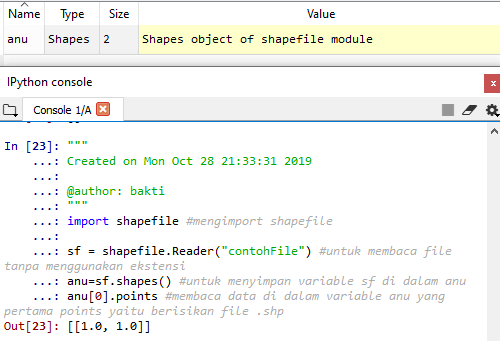 Name Type Size Value
anu Shapes 2 Shapes object of shapefile module
IPython console
Console 1/A
In [23]: """
...: Created on Mon Oct 28 21:33:31 2019
...:
...: @author: bakti
...: """
...: import shapefile #mengimport shapefile
...:
...: sf = shapefile.Reader("contohFile") #untuk membaca file
tanpa menggunakan ekstensi
...: anu=sf.shapes() #untuk menyimpan variable sf di dalam anu
...: anu[0].points #membaca data di dalam variable anu yang
pertama points yaitu berisikan file .shp
Out[23]: [[1.0, 1.0]]